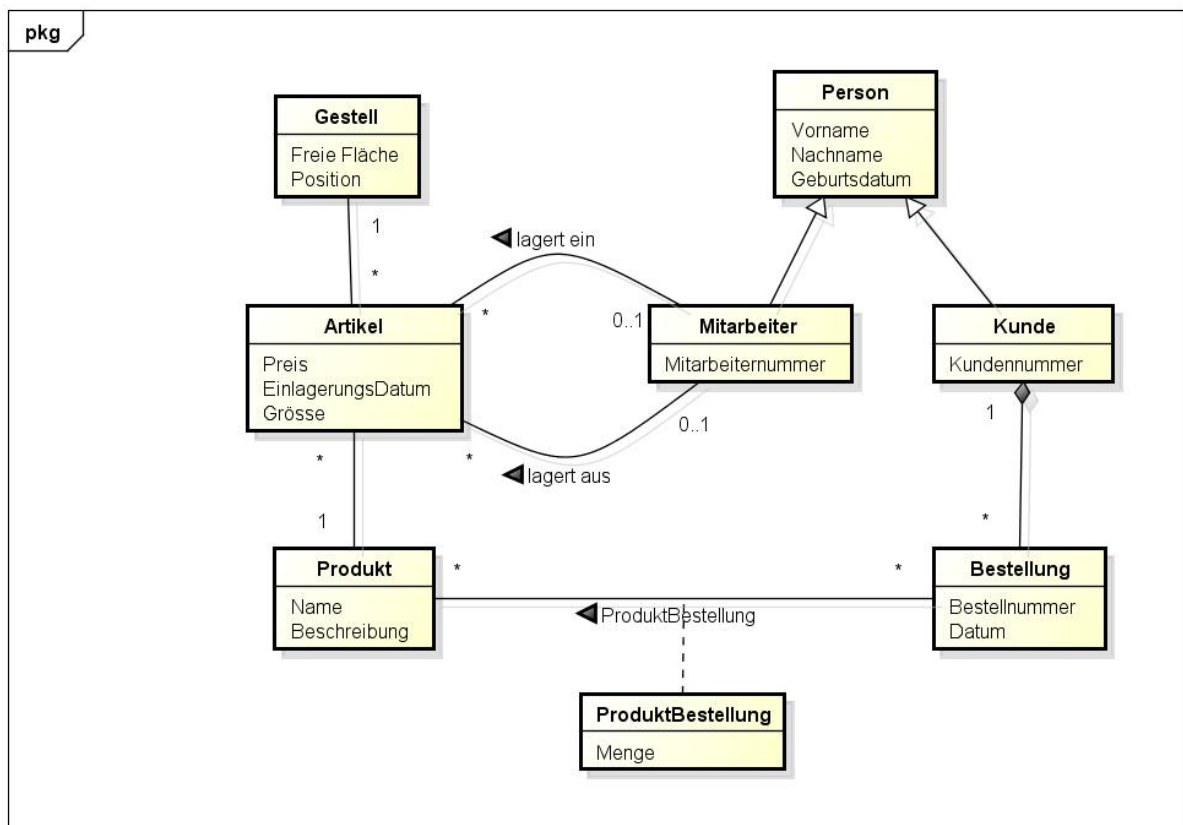 pkg
Person
Vorname
Nachname
Geburtsdatum
Gestell
Freie Fläche
Position
1
*
lagert ein
*
0..1
Artikel
Preis
EinlagerungsDatum
Grösse
Mitarbeiter
Mitarbeiternummer
Kunde
Kundennummer
1
0..1
*
lagert aus
*
1
*
Produkt
Name
Beschreibung
*
*
ProduktBestellung
Bestellung
Bestellnummer
Datum
ProduktBestellung
Menge